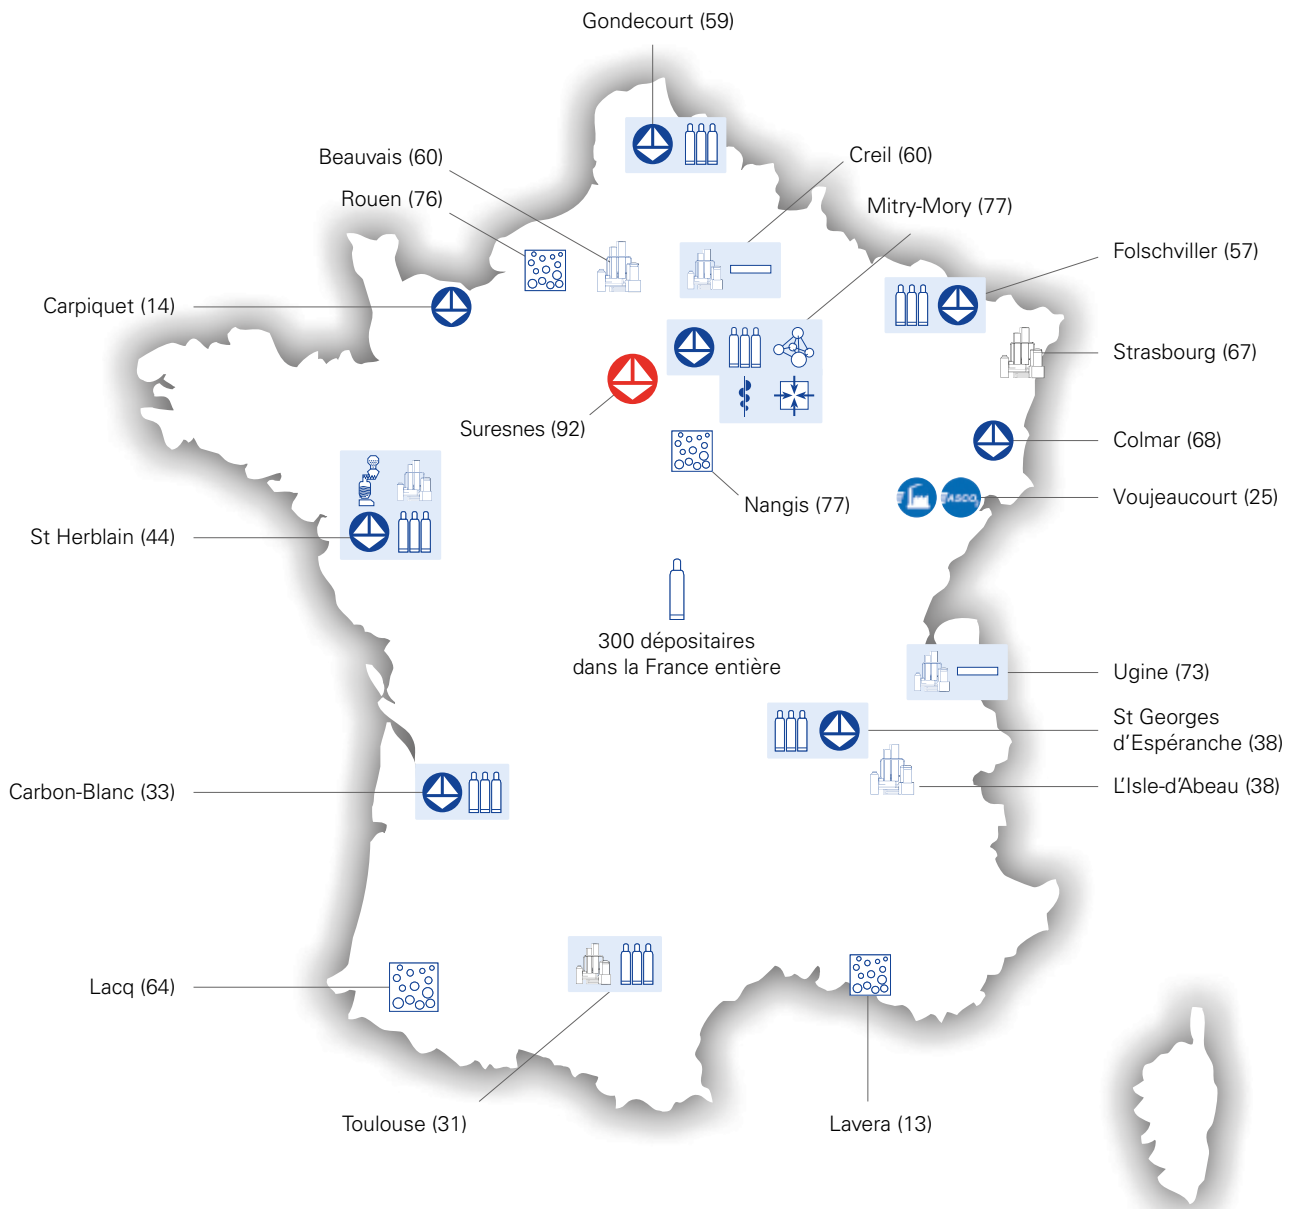 Gondecourt (59)
Beauvais (60)
Creil (60)
Rouen (76)
Mitry-Mory (77)
Folschviller (57)
Carpiquet (14)
Strasbourg (67)
Suresnes (92)
Colmar (68)
Nangis (77)
ASCO
Voujeaucourt (25)
St Herblain (44)
300 dépositaires
dans la France entière
Ugine (73)
St Georges
d'Espéranche (38)
L'Isle-d'Abeau (38)
Carbon-Blanc (33)
Lacq (64)
Toulouse (31)
Lavera (13)